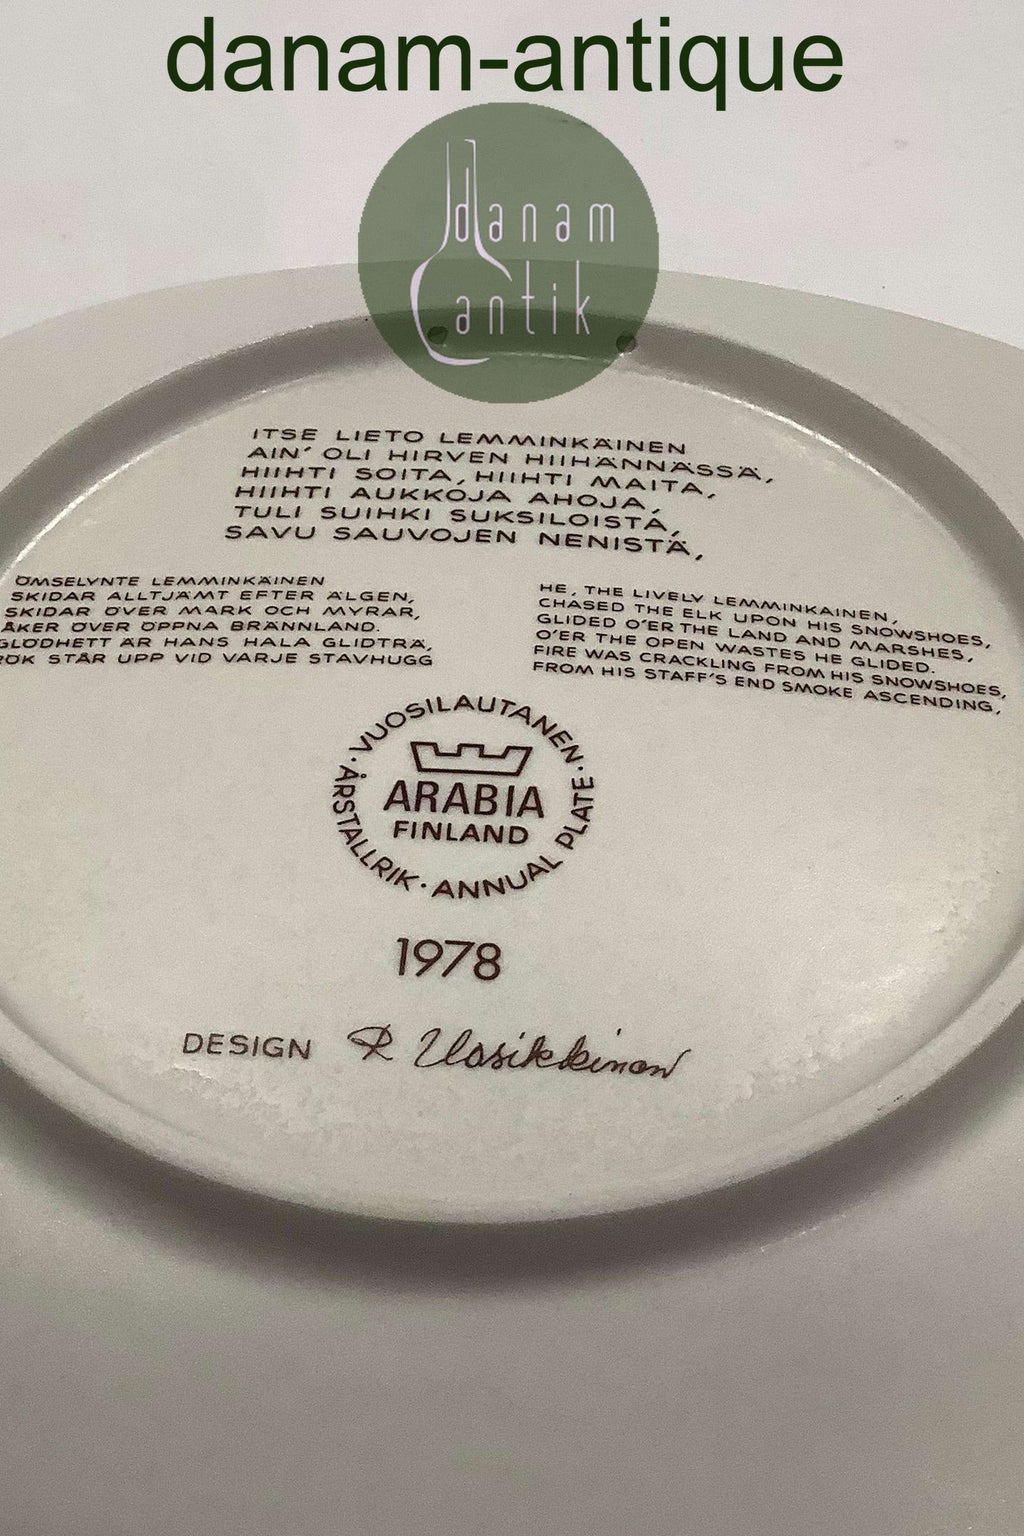 danam-antique
danam
antik
ITSE LIETO LEMMINKÄINEN
AIN' OLI HIRVEN HIIHÄNNÄSSÄ,
HIIHTI SOITA, HIIHTI MAITA,
HIIHTI AUKKOJA AHOJA,
TULI SUIHKI SUKSILOISTA,
SAVU SAUVOJEN NENISTÄ,
ÖMSELYNTE LEMMINKÄINEN
SKIDAR ALLTJÄMT EFTER ÄLGEN,
SKIDAR ÖVER MARK OCH MYRAR,
ÅKER ÖVER ÖPPNA BRÄNNLAND.
GLÖDHETT ÄR HANS HALA GLIDTRÄ,
RÖK STÅR UPP VID VARJE STAVHUGG
HE, THE LIVELY LEMMINKAINEN,
CHASED THE ELK UPON HIS SNOWSHOES,
GLIDED O'ER THE LAND AND MARSHES,
O'ER THE OPEN WASTES HE GLIDED.
FIRE WAS CRACKLING FROM HIS SNOWSHOES,
FROM HIS STAFF'S END SMOKE ASCENDING,
· VUOSILAUTANEN · ANNUAL PLATE · ÅRSTALLRIK
ARABIA
FINLAND
1978
DESIGN R Uosikkinen